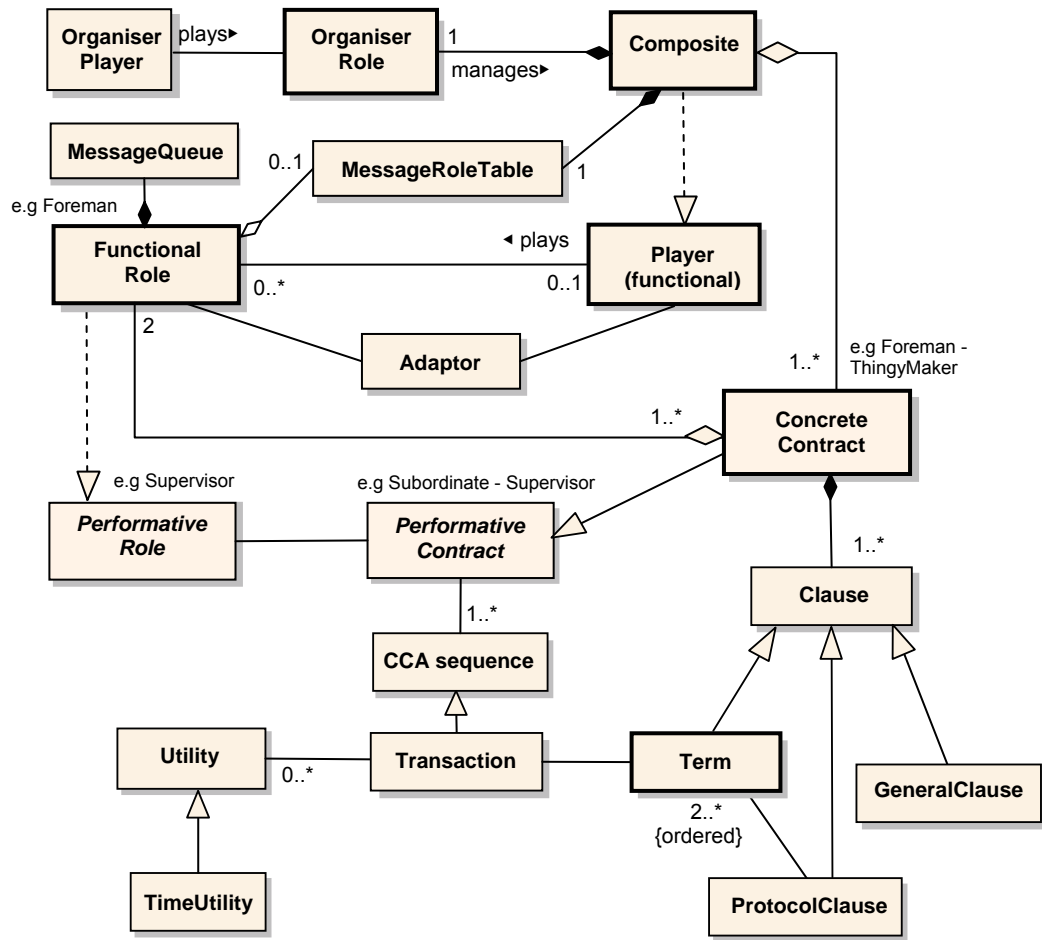 Organiser
Player
plays▶
Organiser
Role
1
manages▶
Composite
MessageQueue
0..1
MessageRoleTable
1
e.g Foreman
Functional
Role
◀ plays
0..*
0..1
Player
(functional)
2
Adaptor
1..*
e.g Foreman -
ThingyMaker
1..*
Concrete
Contract
e.g Supervisor
e.g Subordinate - Supervisor
Performative
Role
Performative
Contract
1..*
1..*
Clause
CCA sequence
Utility
0..*
Transaction
Term
2..*
{ordered}
GeneralClause
TimeUtility
ProtocolClause